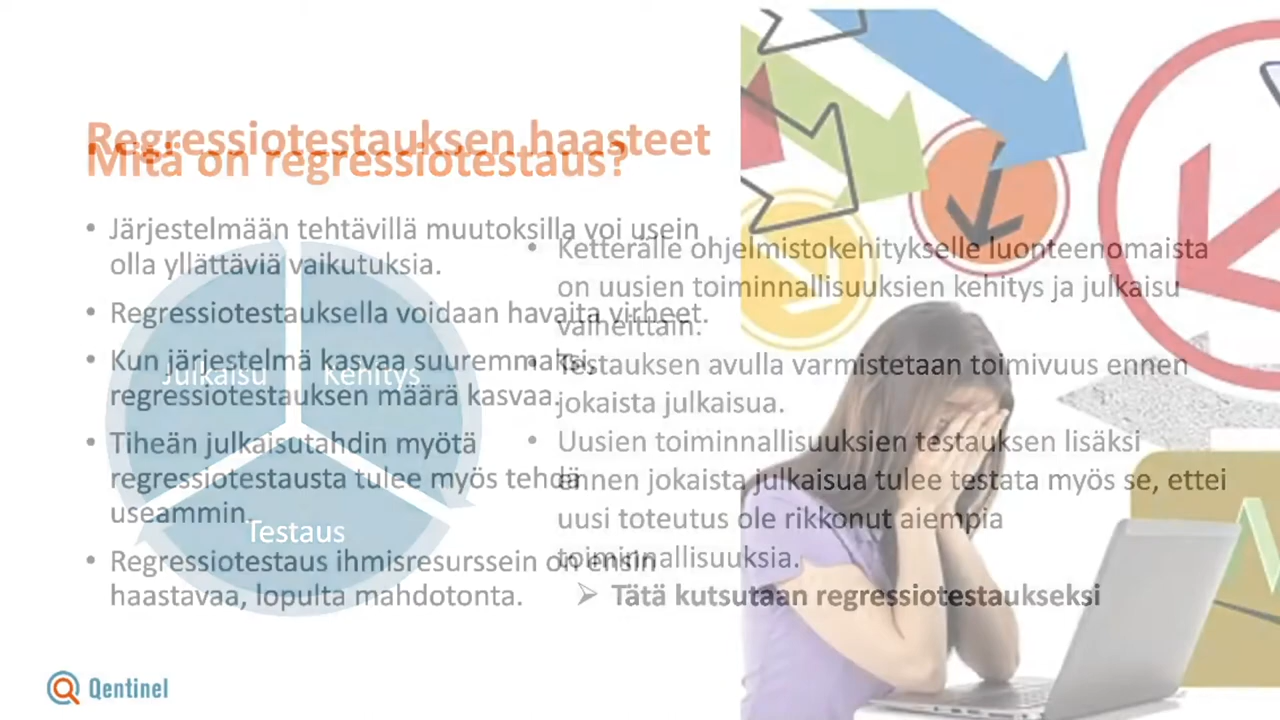 Regressiotestauksen haasteet
Mitä on regressiotestaus?
• Järjestelmään tehtävillä muutoksilla voi usein
olla yllättäviä vaikutuksia.
• Regressiotestauksella voidaan havaita virheet.
• Kun järjestelmä kasvaa suuremmaksi,
regressiotestauksen määrä kasvaa.
• Tiheän julkaisutahdin myötä
regressiotestausta tulee myös tehdä
useammin.
• Regressiotestaus ihmisresurssein on ensin
haastavaa, lopulta mahdotonta.
Julkaisu
Kehitys
Testaus
• Ketterälle ohjelmistokehitykselle luonteenomaista
on uusien toiminnallisuuksien kehitys ja julkaisu
vaiheittain.
• Testauksen avulla varmistetaan toimivuus ennen
jokaista julkaisua.
• Uusien toiminnallisuuksien testauksen lisäksi
ennen jokaista julkaisua tulee testata myös se, ettei
uusi toteutus ole rikkonut aiempia
toiminnallisuuksia.
➢ Tätä kutsutaan regressiotestaukseksi
Qentinel